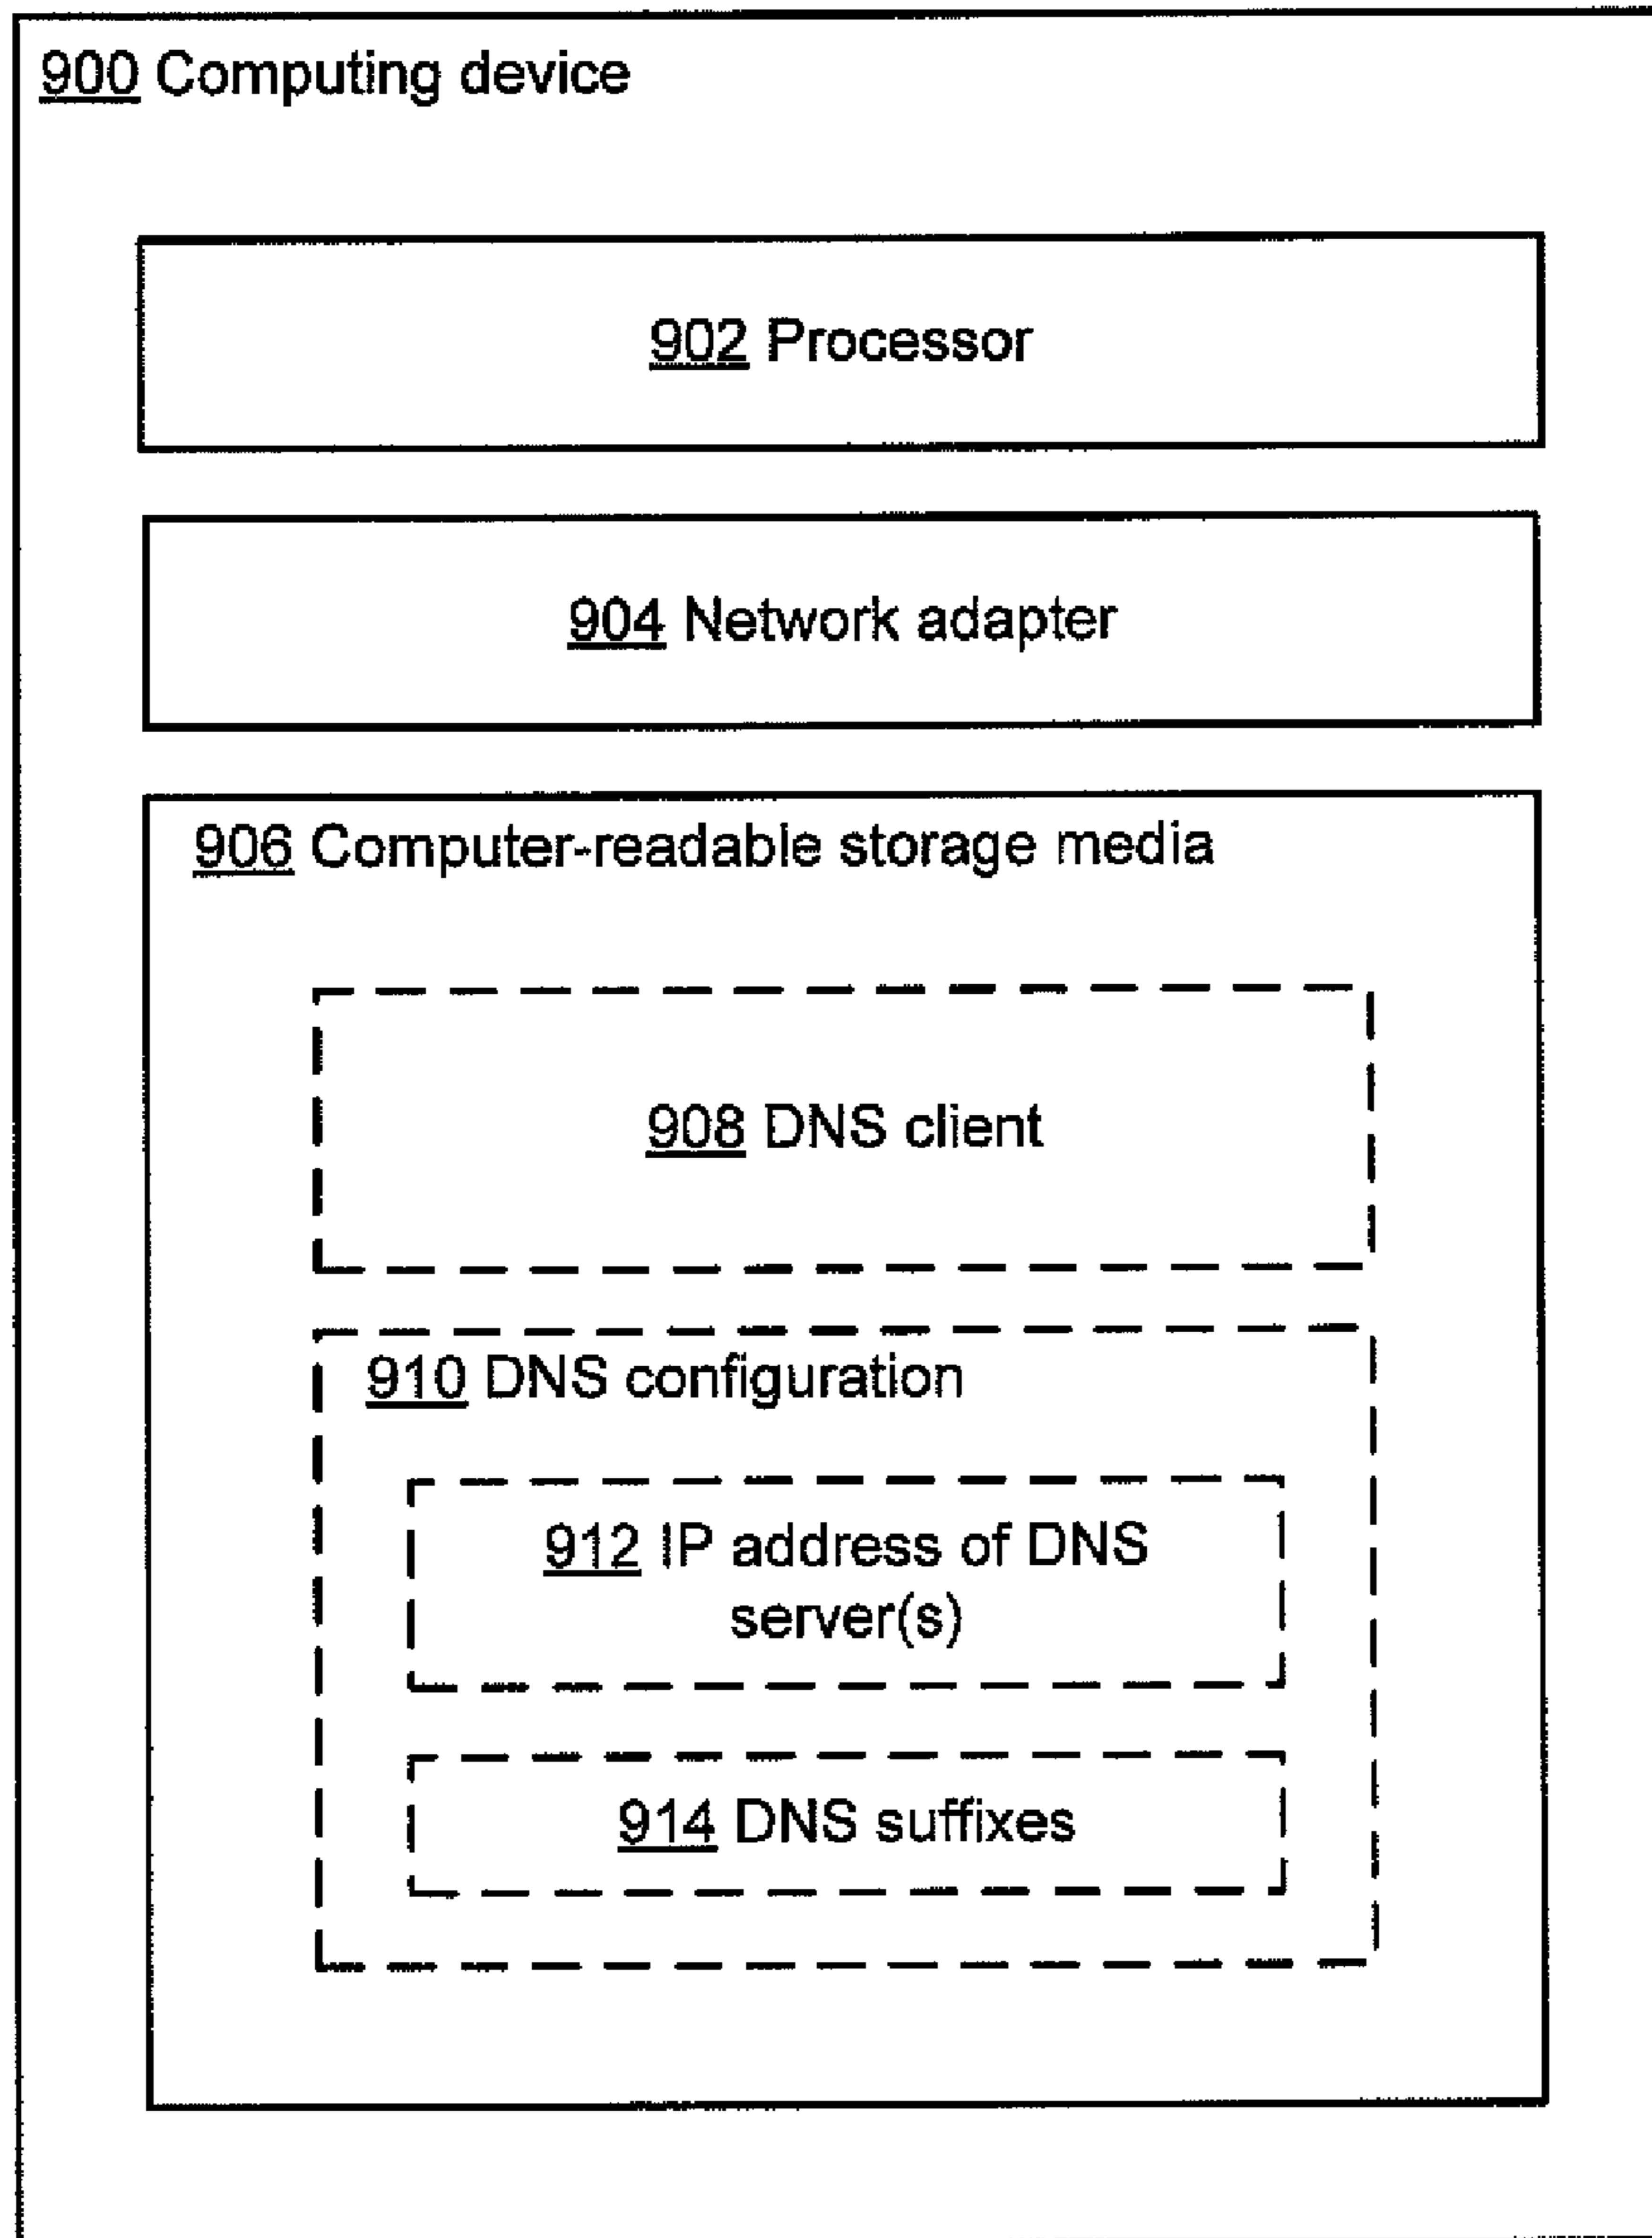 900 Computing device
902 Processor
904 Network adapter
906 Computer-readable storage media
908 DNS client
910 DNS configuration
912 IP address of DNS
server(s)
914 DNS suffixes